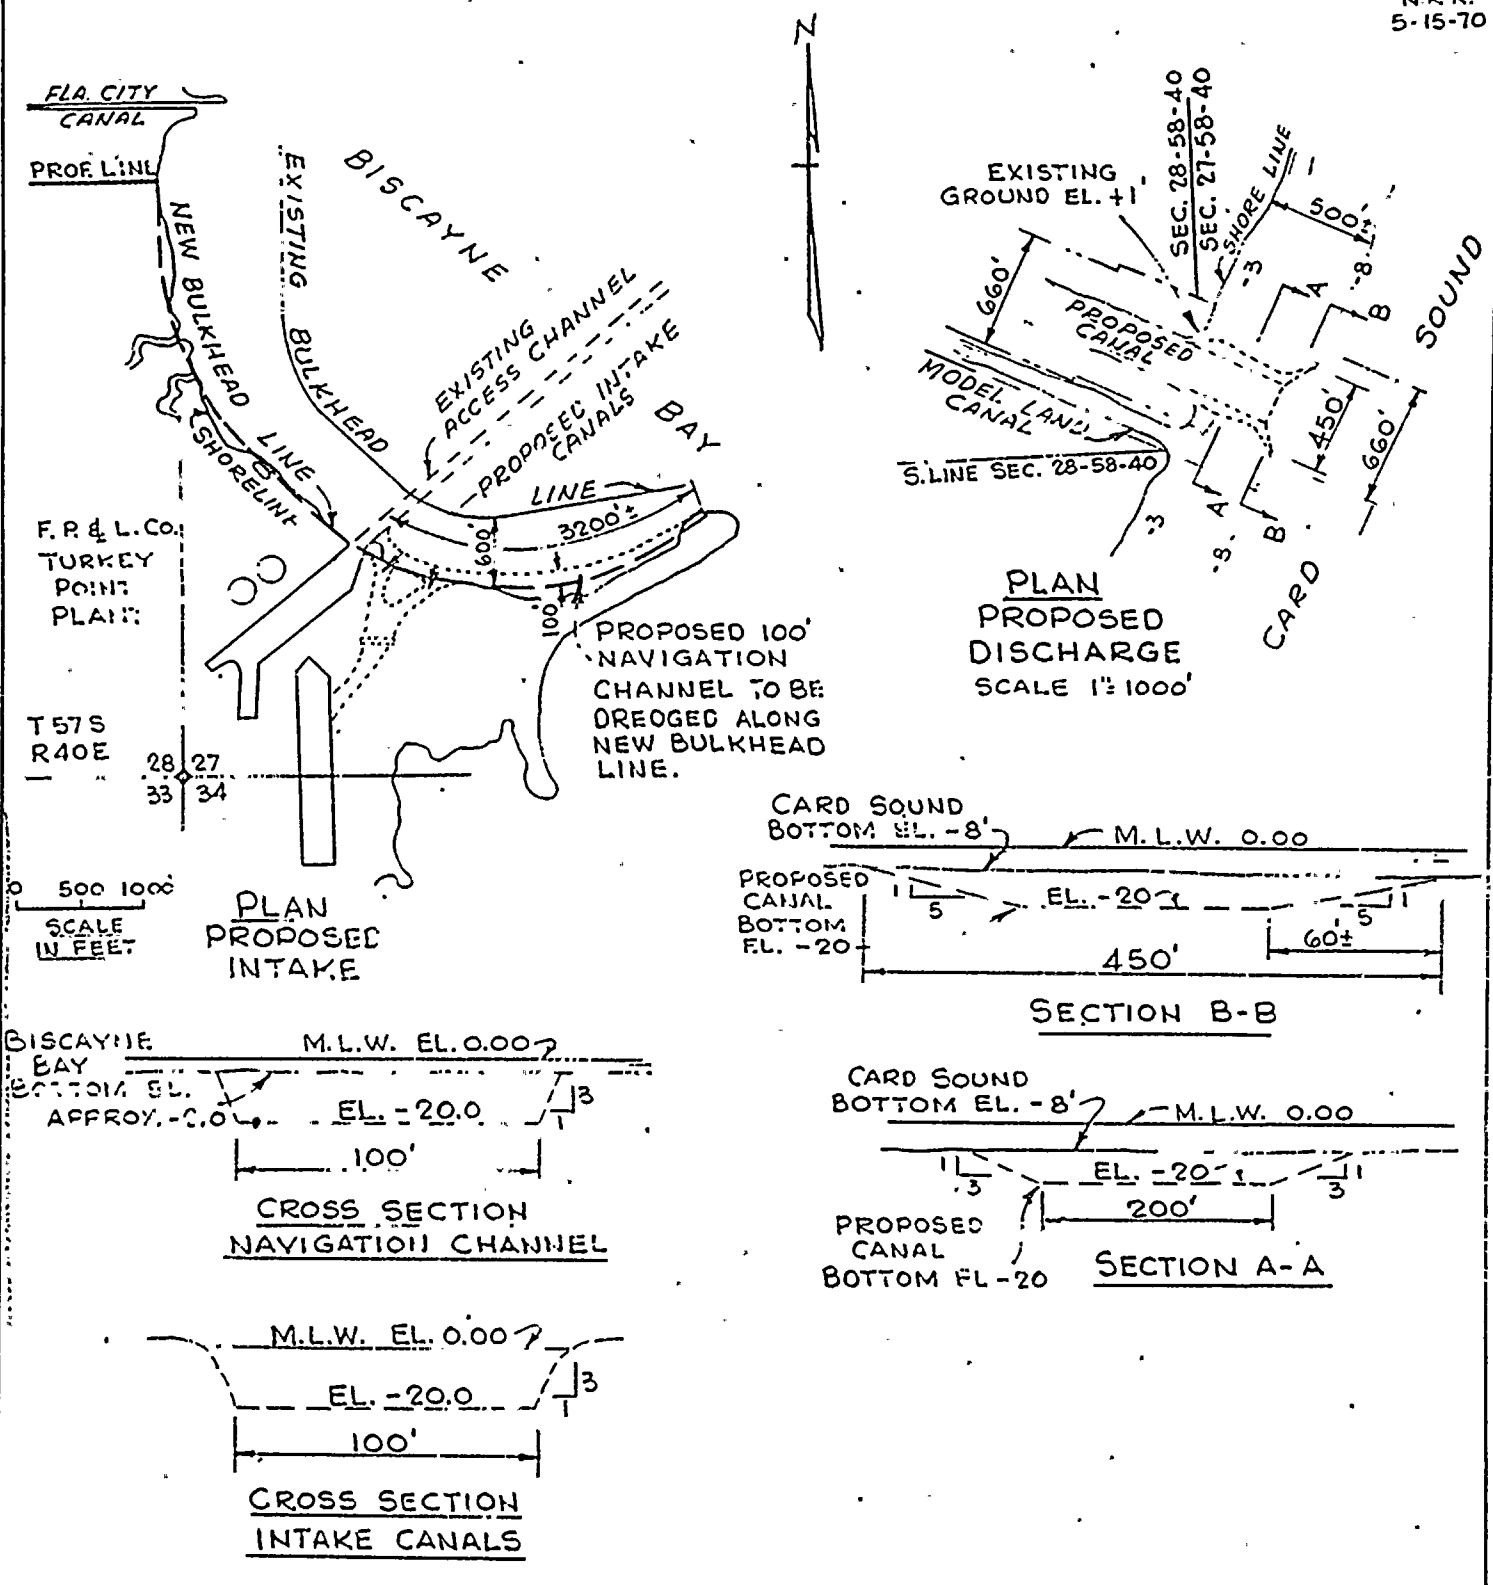 5-15-70
N
FLA. CITY
CANAL
PROP. LINE
EXISTING
BULKHEAD
LINE
BISCAYNE
BAY
NEW BULKHEAD
LINE
SHORELINE
EXISTING
ACCESS CHANNEL
PROPOSED INTAKE
CANALS
3200'±
600'
100'
F. P. & L. CO.
TURKEY
POINT
PLANT
PROPOSED 100'
NAVIGATION
CHANNEL TO BE
DREDGED ALONG
NEW BULKHEAD
LINE.
T 57 S
R 40 E
28 27
33 34
0 500 1000
SCALE
IN FEET
PLAN
PROPOSED
INTAKE
EXISTING
GROUND EL. +1'
SEC. 28-58-40
SEC. 27-58-40
SHORE LINE
-3
500'±
-8
660'
PROPOSED
CANAL
MODEL LAND
CANAL
S. LINE SEC. 28-58-40
A
B
CARD SOUND
450'
660'
A
B
-3
-8
PLAN
PROPOSED
DISCHARGE
SCALE 1"=1000'
CARD SOUND
BOTTOM EL. -8'
M.L.W. 0.00
PROPOSED
CANAL
BOTTOM
EL. -20
1
5
EL. -20
5
1
60'±
450'
SECTION B-B
BISCAYNE
BAY
BOTTOM EL.
APPROX.
M.L.W. EL. 0.00
EL. -20.0
3
1
100'
CROSS SECTION
NAVIGATION CHANNEL
CARD SOUND
BOTTOM EL. -8'
M.L.W. 0.00
1
3
EL. -20
3
1
200'
PROPOSED
CANAL
BOTTOM EL -20
SECTION A-A
M.L.W. EL. 0.00
EL. -20.0
3
1
100'
CROSS SECTION
INTAKE CANALS